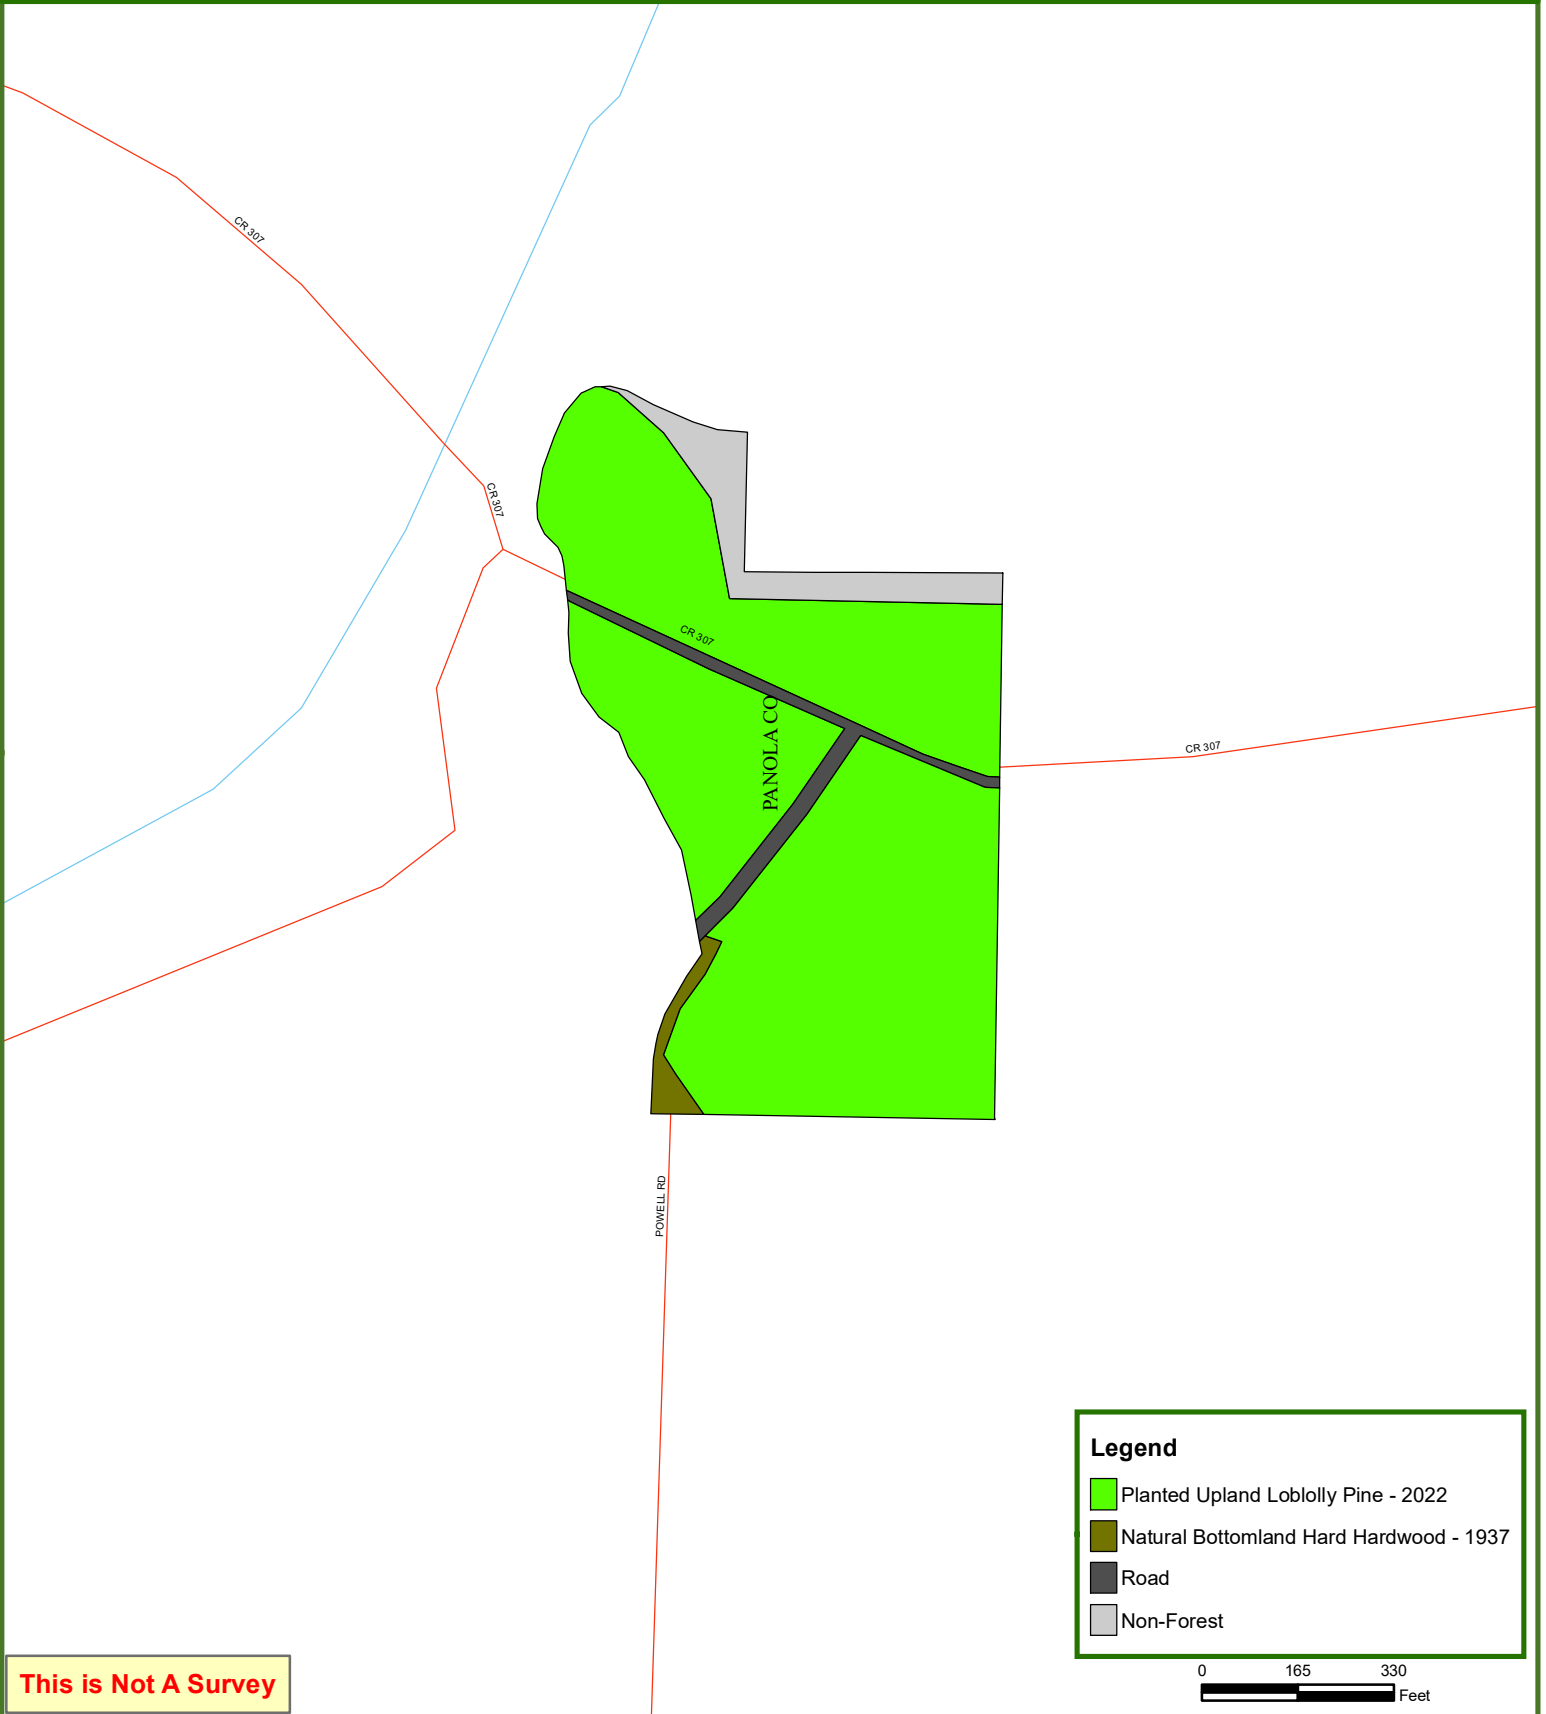 CR 307
CR 307
CR 307
PANOLA CO
CR 307
POWELL RD
Legend
Planted Upland Loblolly Pine - 2022
Natural Bottomland Hard Hardwood - 1937
Road
Non-Forest
0 165 330
Feet
This is Not A Survey